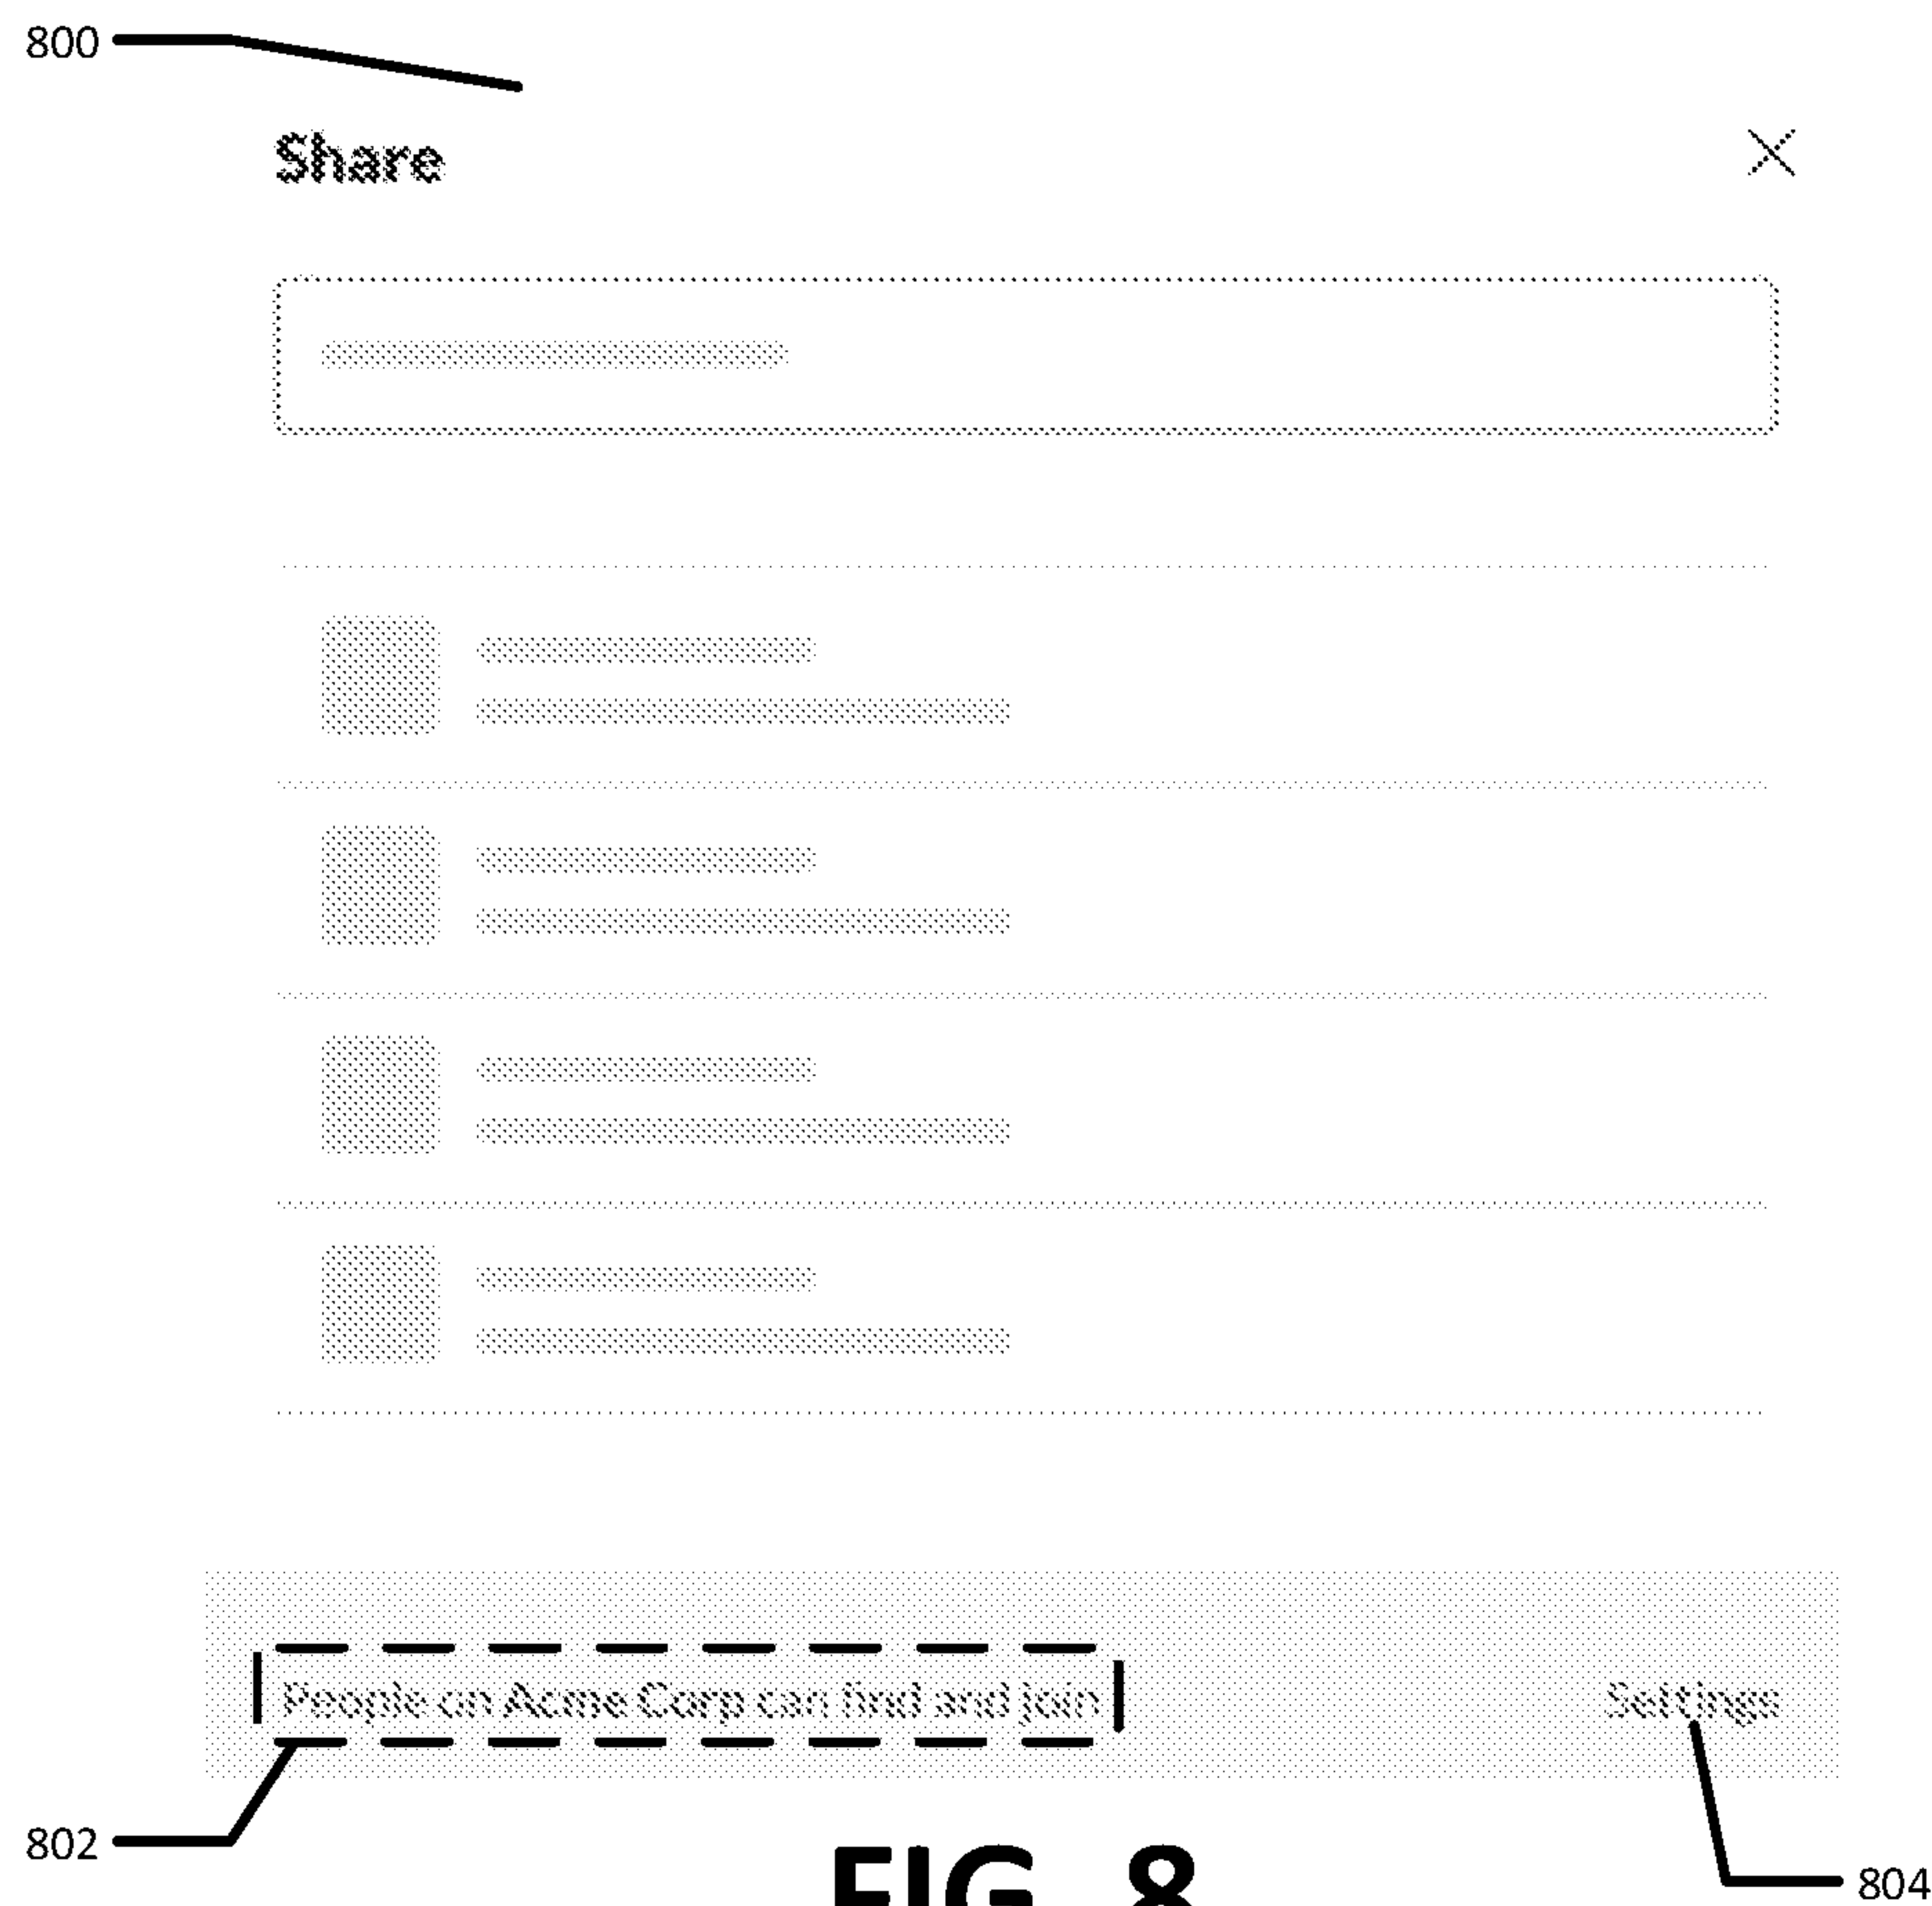 800
Share
People on Acme Corp can find and join
Settings
802
FIG. 8
804